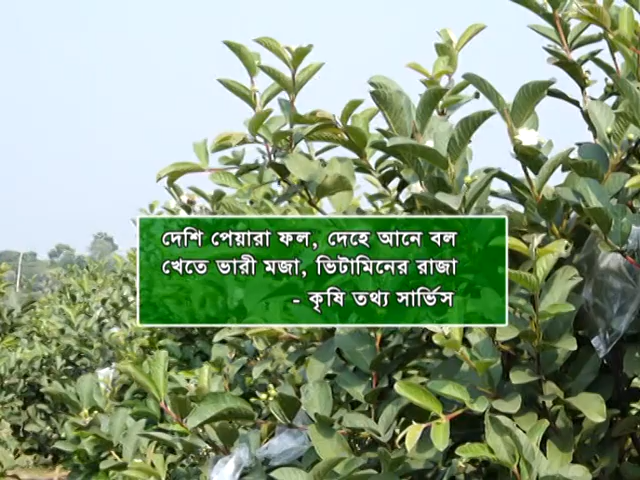 দেশি পেয়ারা ফল, দেহে আনে বল
খেতে ভারী মজা, ভিটামিনের রাজা
- কৃষি তথ্য সার্ভিস